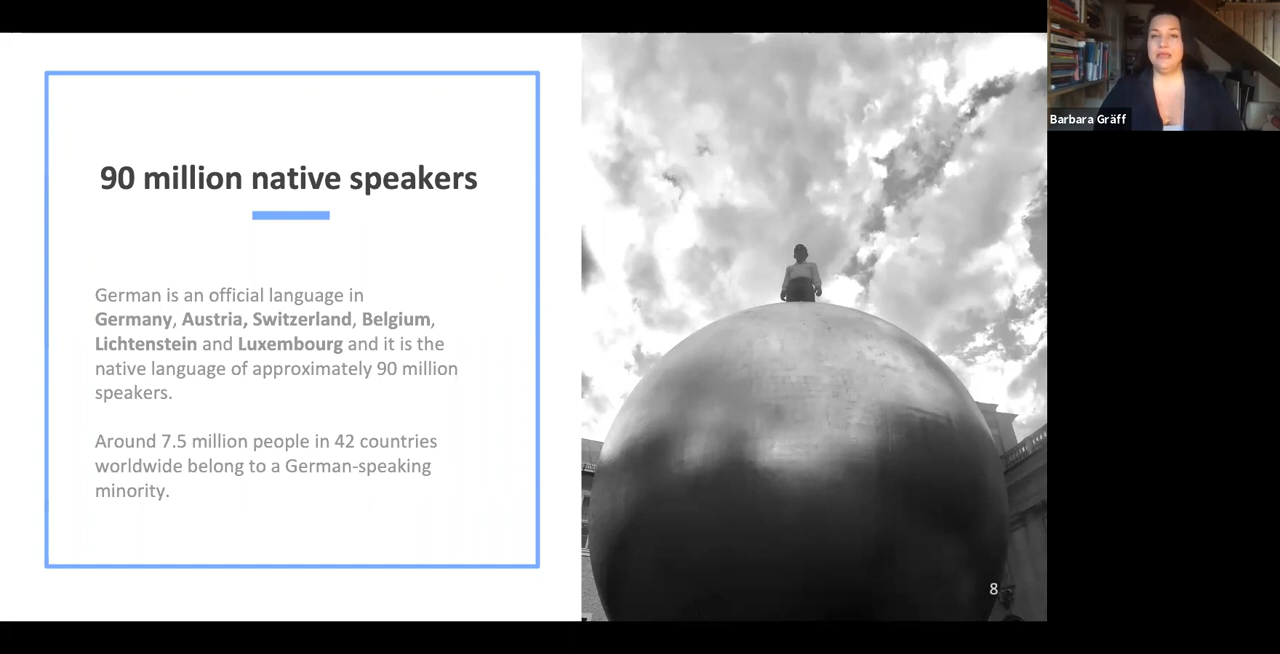 90 million native speakers
German is an official language in
Germany, Austria, Switzerland, Belgium,
Lichtenstein and Luxembourg and it is the
native language of approximately 90 million
speakers.
Around 7.5 million people in 42 countries
worldwide belong to a German-speaking
minority.
8
Barbara Gräff